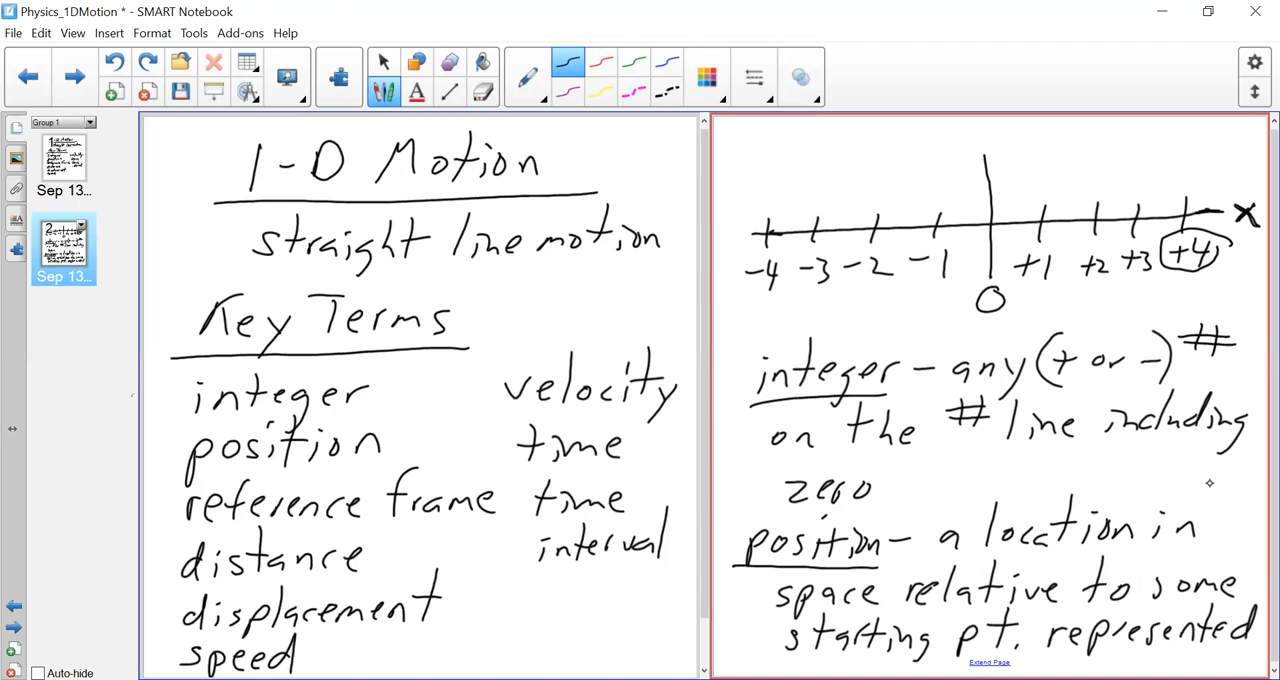 Physics_1DMotion * - SMART Notebook
File Edit View Insert Format Tools Add-ons Help
Group 1
Sep 13...
2
Sep 13...
Auto-hide
1-D Motion
straight line motion
Key Terms
integer
position
reference frame
distance
displacement
speed
velocity
time
time
interval
x
-4 -3 -2 -1 +1 +2 +3 +4
0
integer - any (+ or -) #
on the # line including
zero
position - a location in
space relative to some
starting pt. represented
Extend Page